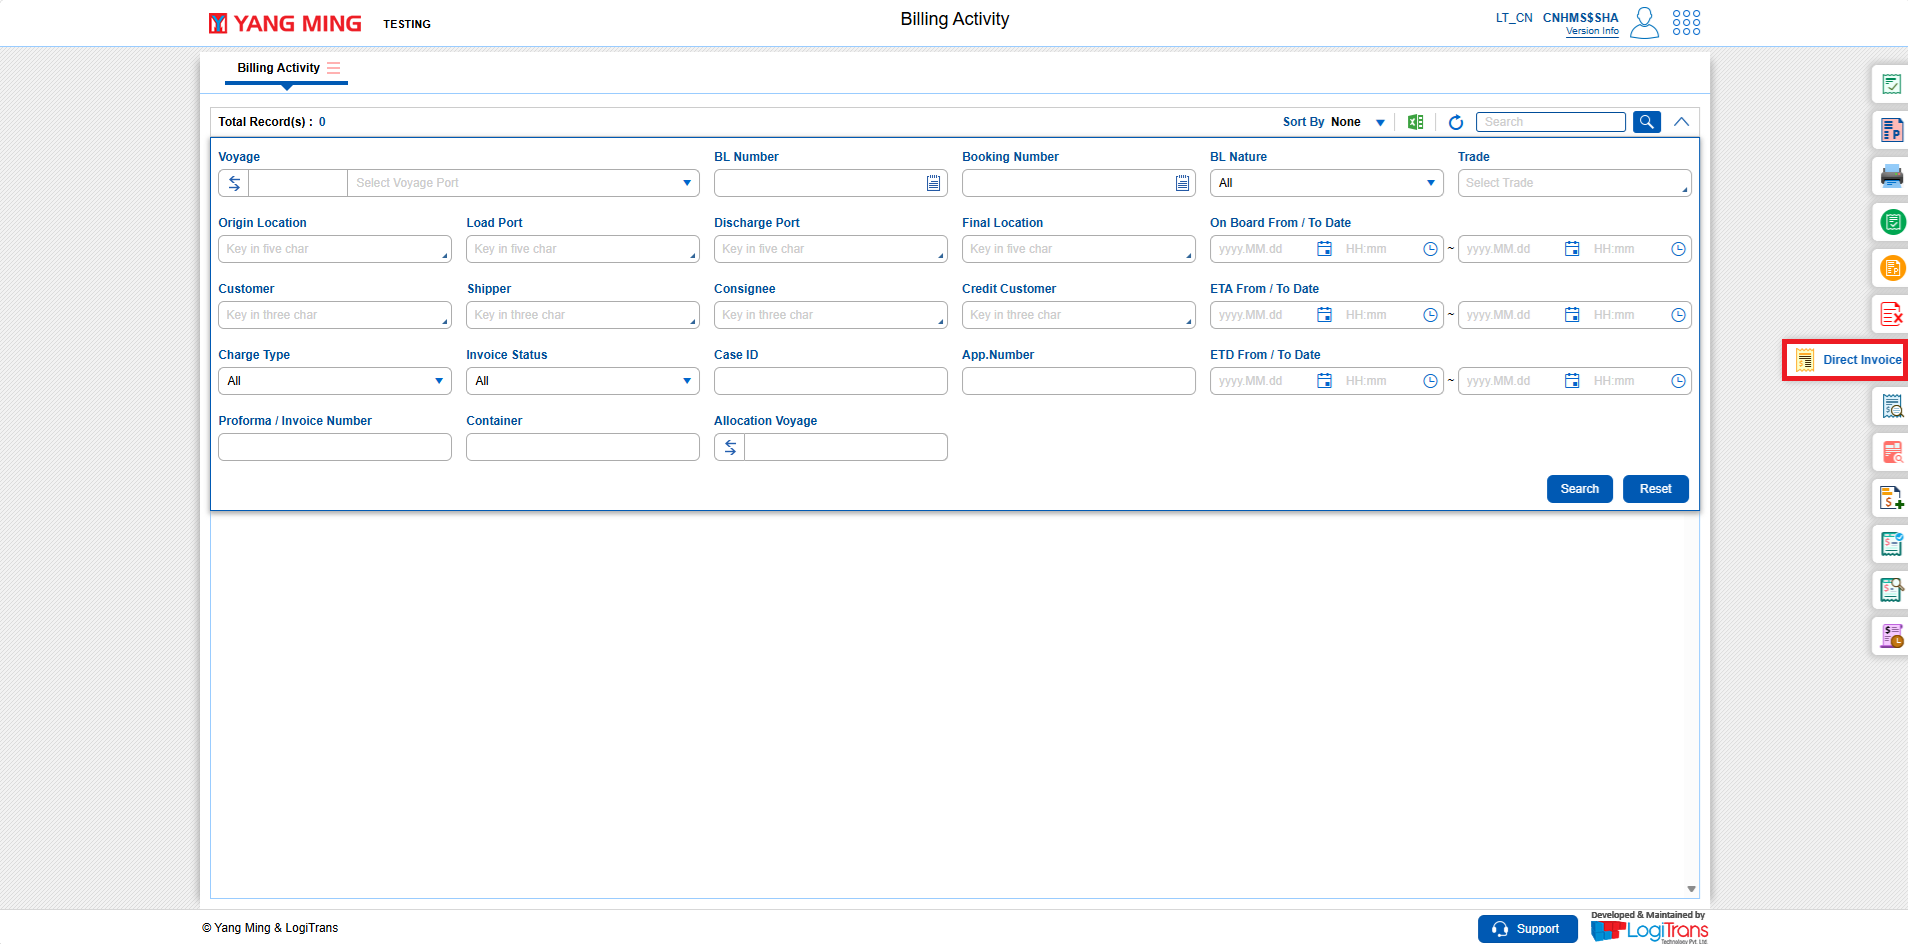 YANG MING TESTING
Billing Activity
LT_CN CNHMS$SHA
Version Info
Billing Activity
Total Record(s) : 0
Sort By None
Search
Voyage BL Number Booking Number BL Nature Trade
Select Voyage Port All Select Trade
Origin Location Load Port Discharge Port Final Location On Board From / To Date
Key in five char Key in five char Key in five char Key in five char yyyy.MM.dd HH:mm ~ yyyy.MM.dd HH:mm
Customer Shipper Consignee Credit Customer ETA From / To Date
Key in three char Key in three char Key in three char Key in three char yyyy.MM.dd HH:mm ~ yyyy.MM.dd HH:mm
Direct Invoice
Charge Type Invoice Status Case ID App.Number ETD From / To Date
All All yyyy.MM.dd HH:mm ~ yyyy.MM.dd HH:mm
Proforma / Invoice Number Container Allocation Voyage
Search Reset
© Yang Ming & LogiTrans
Support
Developed & Maintained by
LogiTrans
Technology Pvt. Ltd.